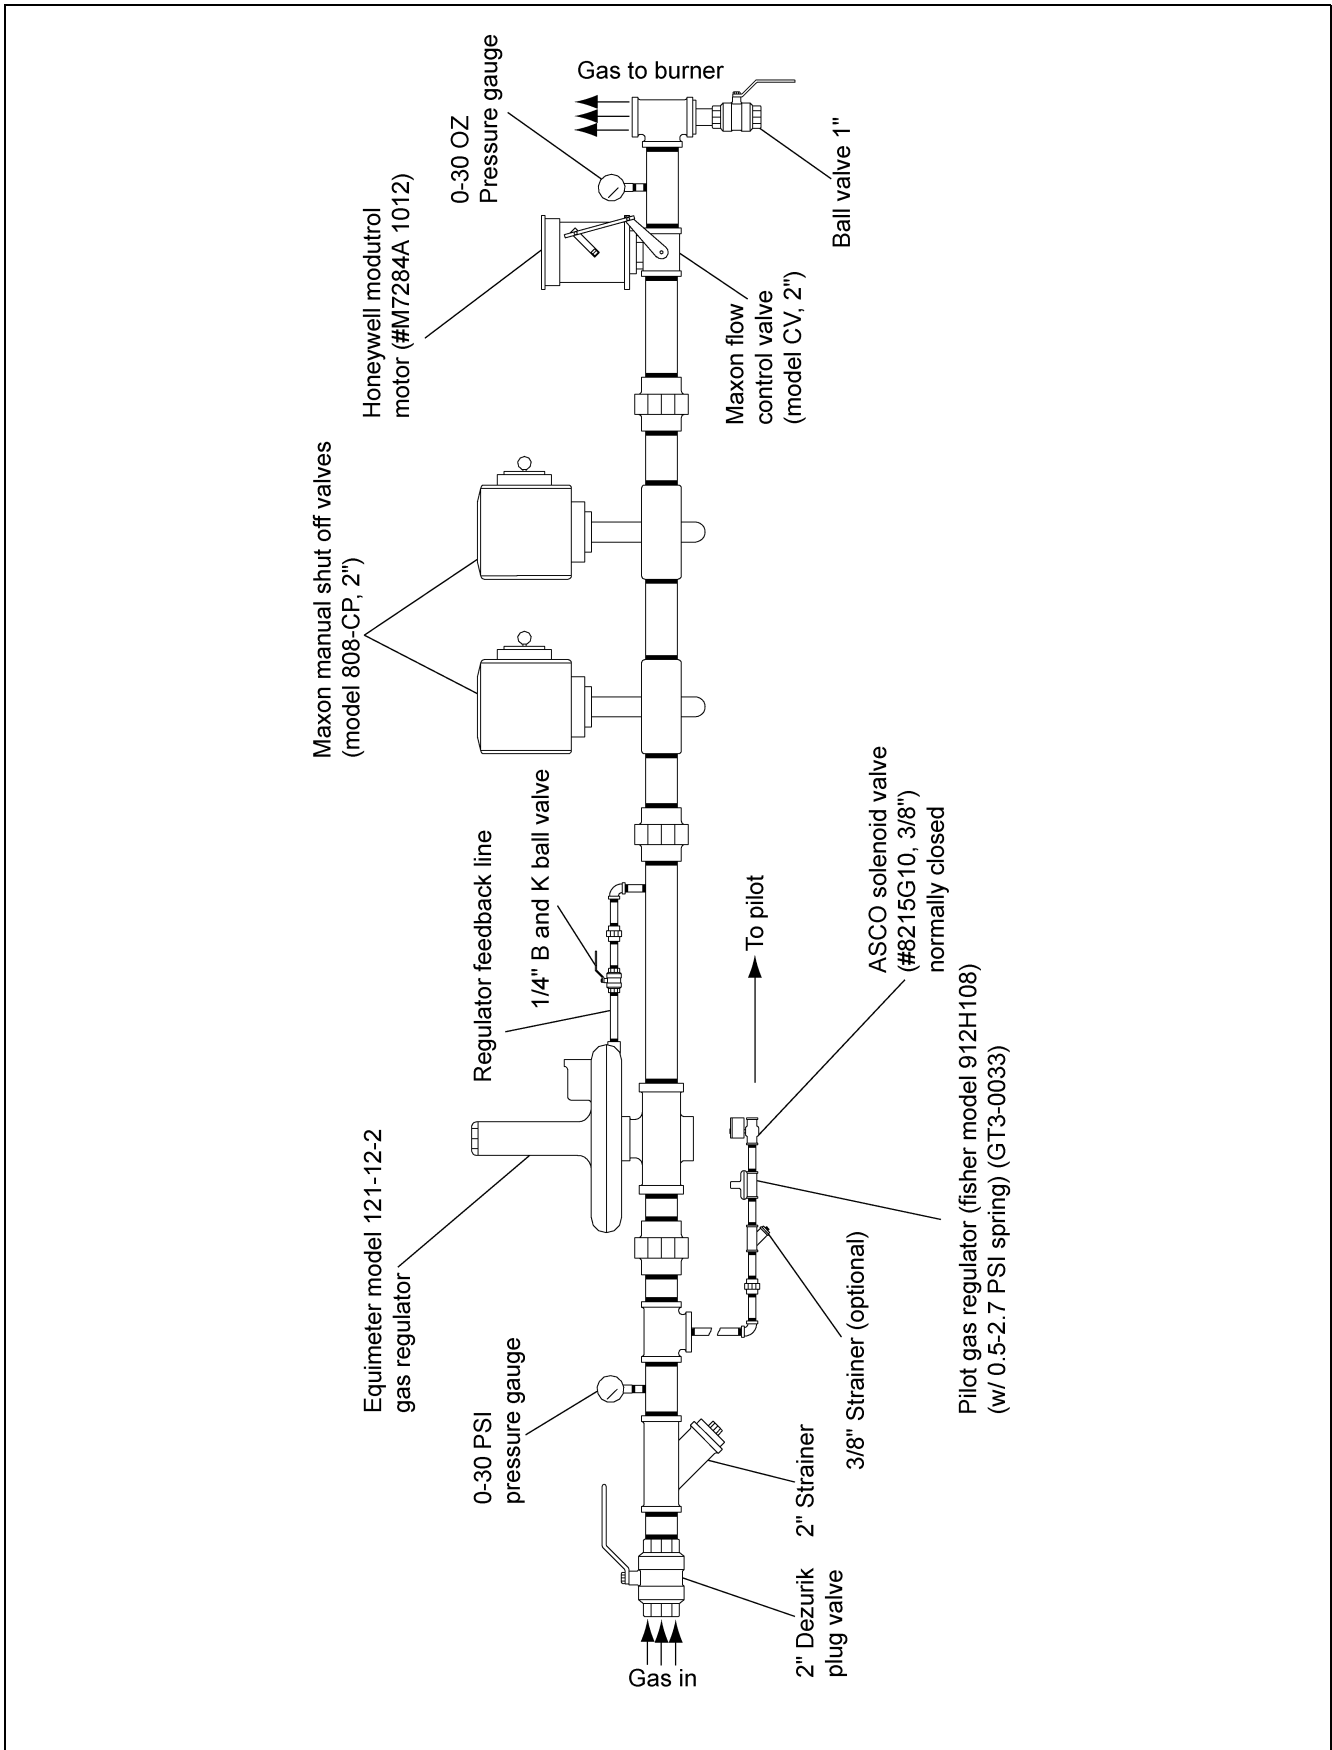 Gas to burner
0-30 OZ
Pressure gauge
Ball valve 1"
Honeywell modutrol
motor (#M7284A 1012)
Maxon flow
control valve
(model CV, 2")
Maxon manual shut off valves
(model 808-CP, 2")
Regulator feedback line
1/4" B and K ball valve
To pilot
ASCO solenoid valve
(#8215G10, 3/8")
normally closed
Equimeter model 121-12-2
gas regulator
Pilot gas regulator (fisher model 912H108)
(w/ 0.5-2.7 PSI spring) (GT3-0033)
3/8" Strainer (optional)
0-30 PSI
pressure gauge
2" Strainer
2" Dezurik
plug valve
Gas in